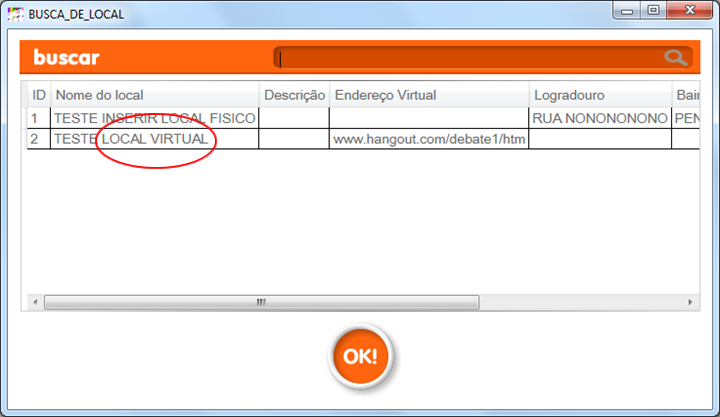 BUSCA_DE_LOCAL
buscar
ID Nome do local Descrição Endereço Virtual Logradouro Bair
1 TESTE INSERIR LOCAL FISICO RUA NONONONONO PEN
2 TESTE LOCAL VIRTUAL www.hangout.com/debate1/htm
OK!